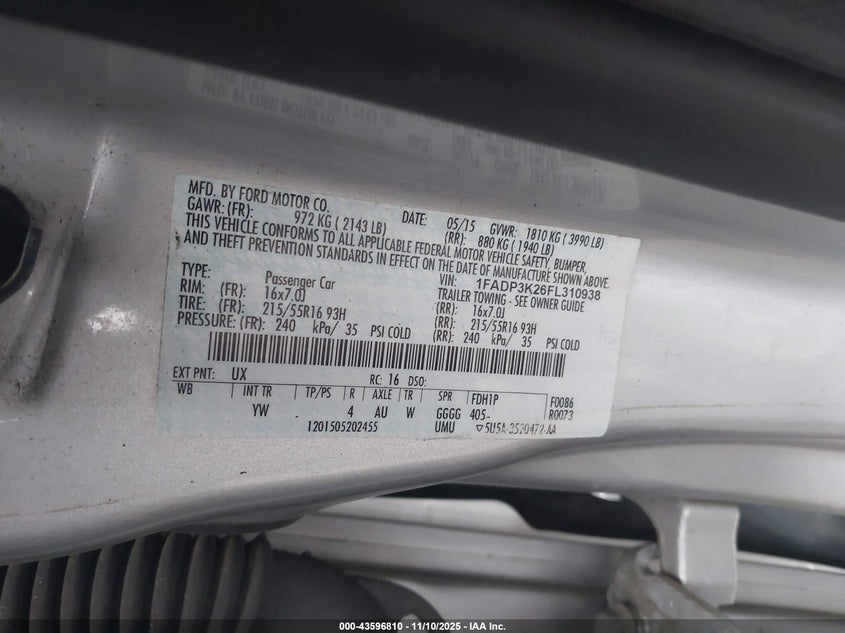 MFD. BY FORD MOTOR CO.
DATE: 05/15 GVWR: 1810 KG ( 3990 LB)
GAWR: (FR): 972 KG ( 2143 LB) (RR): 880 KG ( 1940 LB)
THIS VEHICLE CONFORMS TO ALL APPLICABLE FEDERAL MOTOR VEHICLE SAFETY, BUMPER,
AND THEFT PREVENTION STANDARDS IN EFFECT ON THE DATE OF MANUFACTURE SHOWN ABOVE.
VIN: 1FADP3K26FL310938
TYPE: Passenger Car TRAILER TOWING - SEE OWNER GUIDE
RIM: (FR): 16x7.0J (RR): 16x7.0J
TIRE: (FR): 215/55R16 93H (RR): 215/55R16 93H
PRESSURE: (FR): 240 kPa/ 35 PSI COLD (RR): 240 kPa/ 35 PSI COLD
EXT PNT: UX RC: 16 DSO:
WB INT TR TP/PS R AXLE SPR FDH1P F0086
YW - 4 AU W GGGG 405- R0073
1201505202455 UMU ▽5U5A-3520472-AA
000-43596810 - 11/10/2025 - IAA Inc.